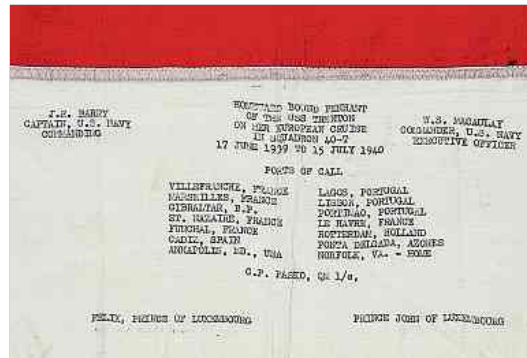 J.R. BARRY
CAPTAIN, U.S. NAVY
COMMANDING
HOMEWARD BOUND PENNANT
OF THE USS TRENTON
ON HER EUROPEAN CRUISE
IN SQUADRON 40-T
17 JUNE 1939 TO 15 JULY 1940
W.S. MACAULAY
COMMANDER, U.S. NAVY
EXECUTIVE OFFICER
PORTS OF CALL
VILLEFRANCHE, FRANCE
MARSEILLES, FRANCE
GIBRALTAR, B.P.
ST. NAZAIRE, FRANCE
FUNCHAL, FRANCE
CADIZ, SPAIN
ANNAPOLIS, MD., USA
LAGOS, PORTUGAL
LISBON, PORTUGAL
PORTIMAO, PORTUGAL
LE HAVRE, FRANCE
ROTTERDAM, HOLLAND
PONTA DELGADA, AZORES
NORFOLK, VA. - HOME
G.P. PASKO, QM 1/c,
FELIX, PRINCE OF LUXEMBOURG
PRINCE JOHN OF LUXEMBOURG